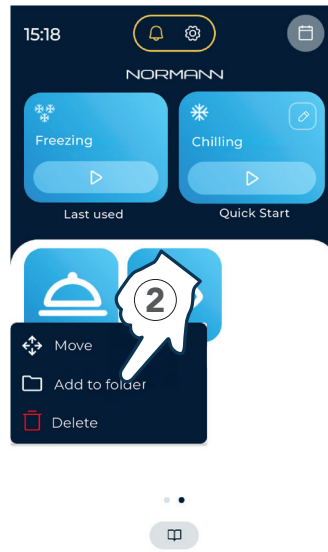 15:18
NORMANN
Freezing
Chilling
Last used
Quick Start
2
Move
Add to folder
Delete